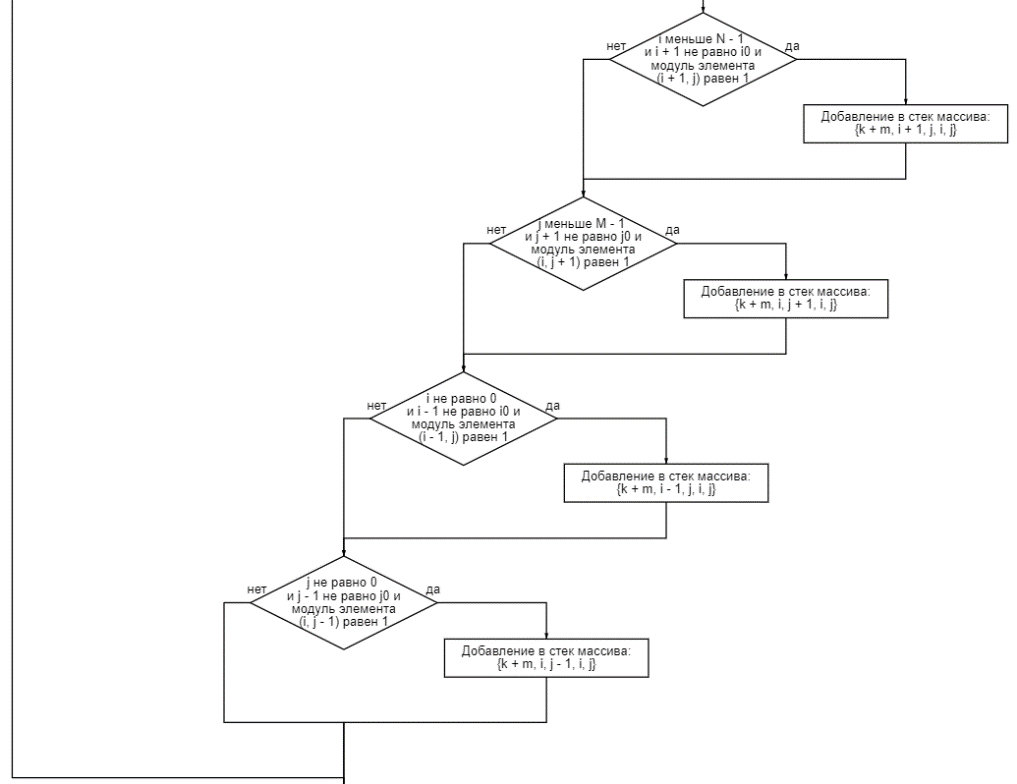 i меньше N - 1
нет
да
и i + 1 не равно i0 и
модуль элемента
(i + 1, j) равен 1
Добавление в стек массива:
{k + m, i + 1, j, i, j}
j меньше M - 1
нет
да
и j + 1 не равно j0 и
модуль элемента
(i, j + 1) равен 1
Добавление в стек массива:
{k + m, i, j + 1, i, j}
i не равно 0
нет
да
и i - 1 не равно i0 и
модуль элемента
(i - 1, j) равен 1
Добавление в стек массива:
{k + m, i - 1, j, i, j}
j не равно 0
нет
да
и j - 1 не равно j0 и
модуль элемента
(i, j - 1) равен 1
Добавление в стек массива:
{k + m, i, j - 1, i, j}